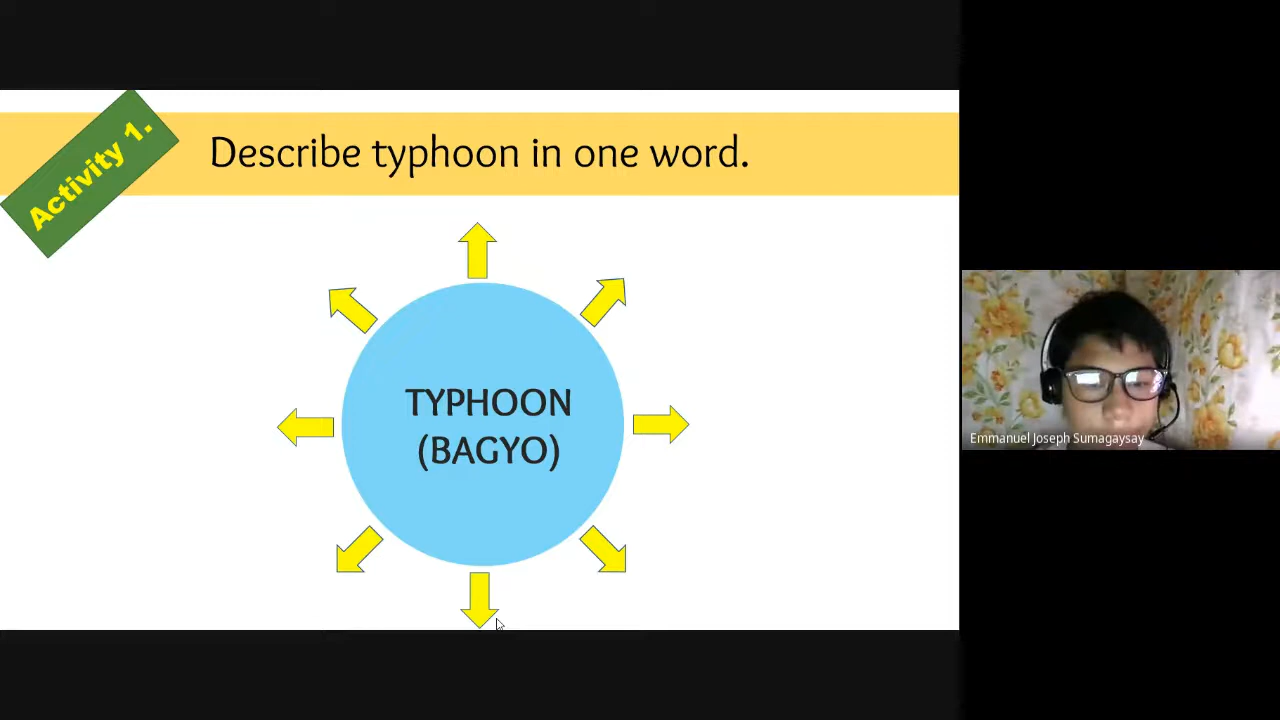 Activity 1.
Describe typhoon in one word.
TYPHOON
(BAGYO)
Emmanuel Joseph Sumagaysay